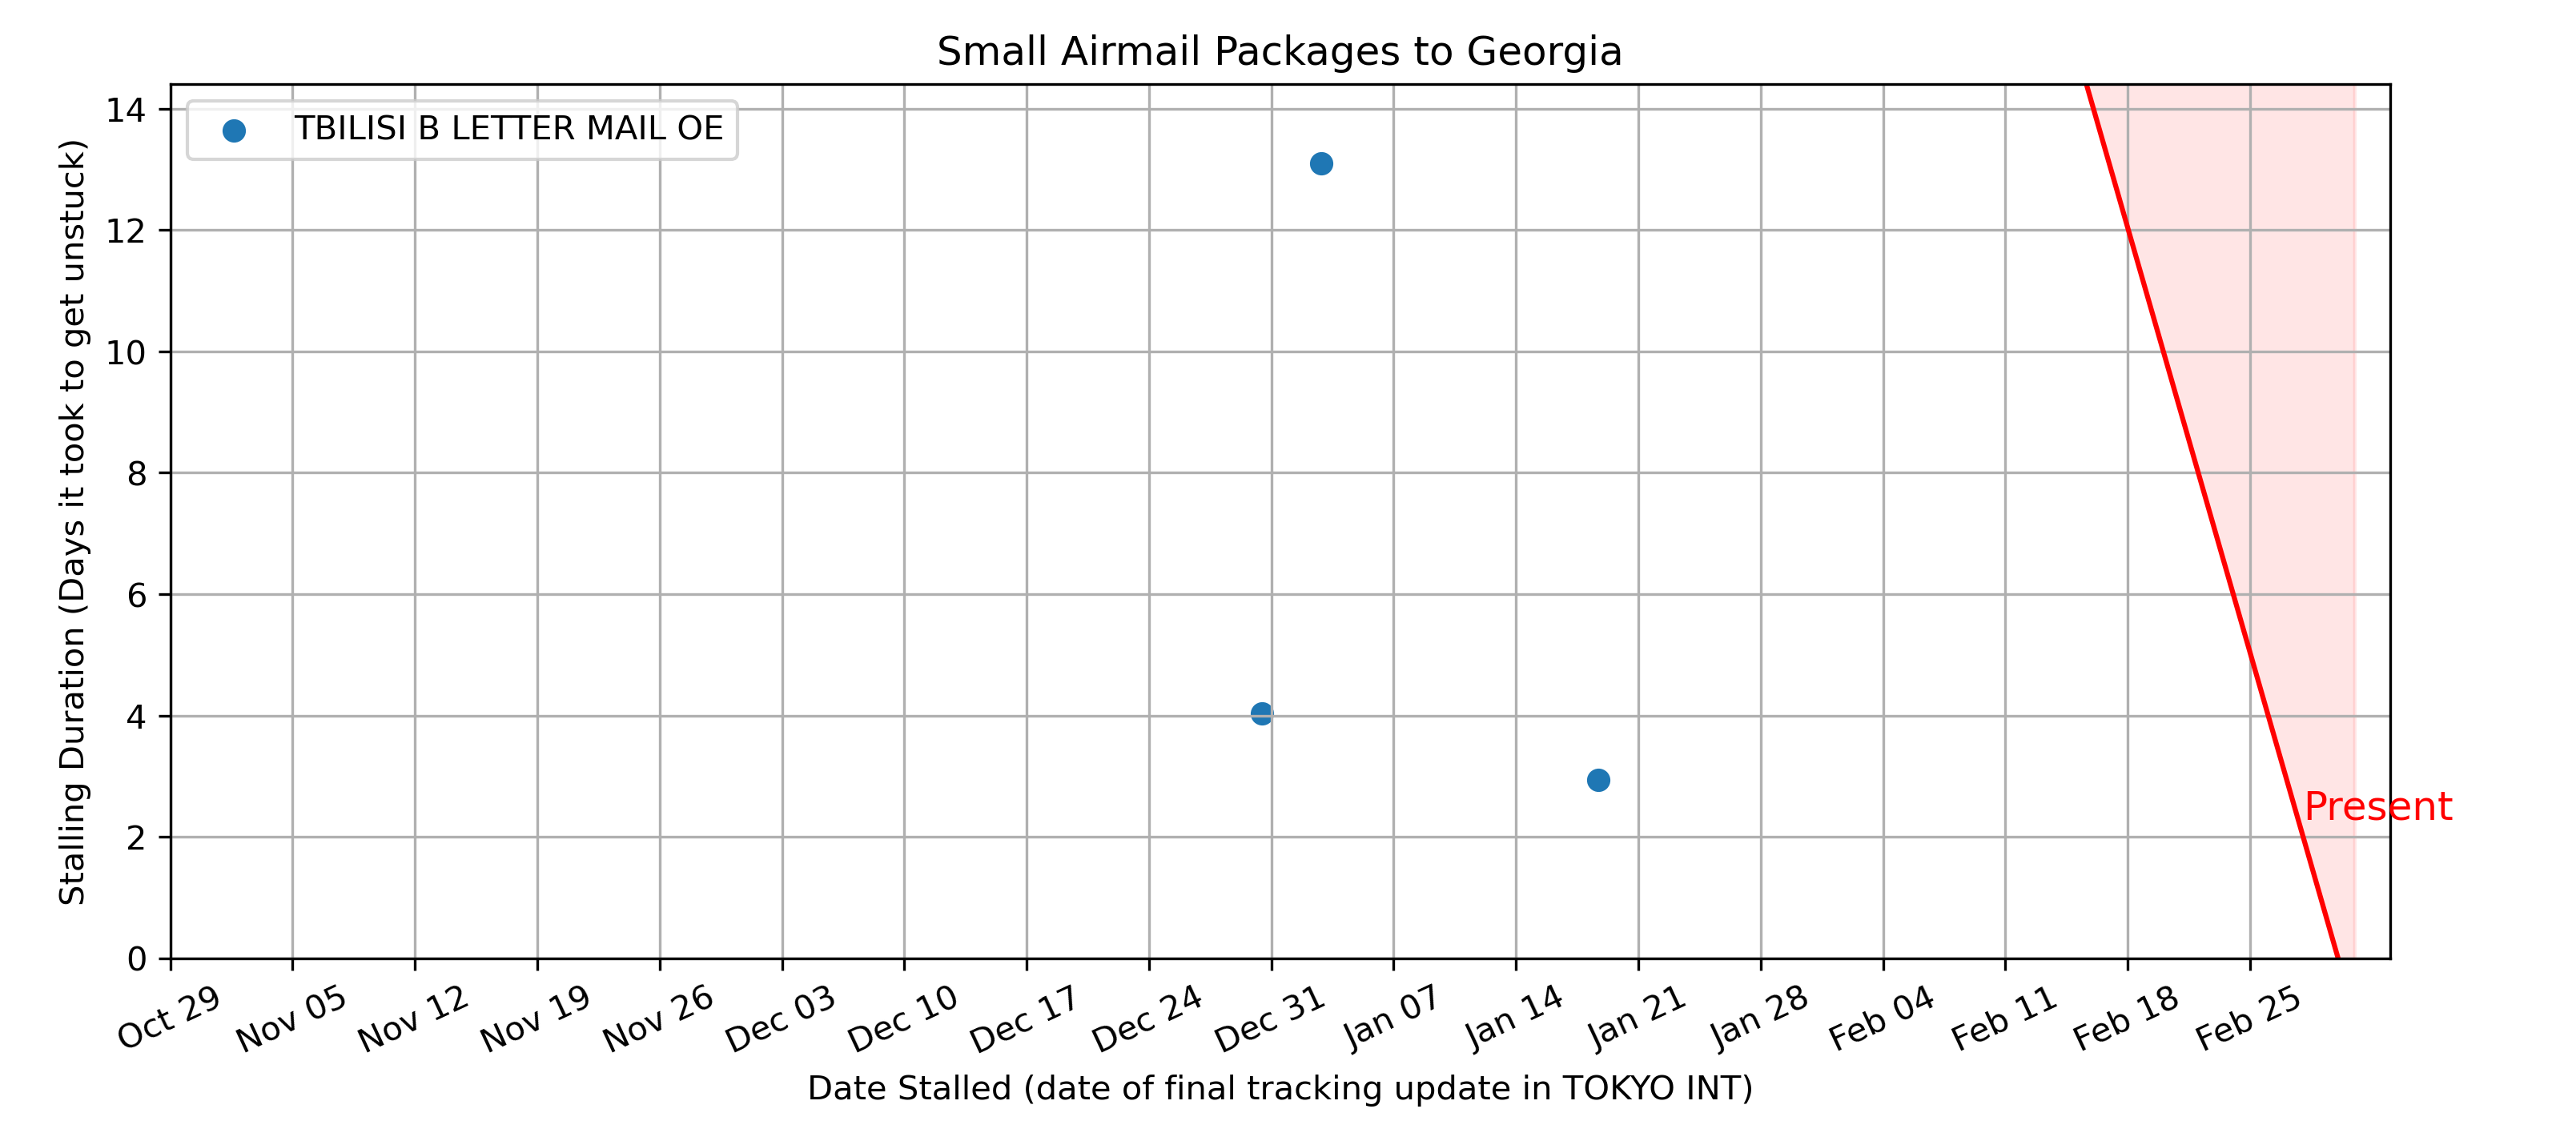 Small Airmail Packages to Georgia
TBILISI B LETTER MAIL OE
Stalling Duration (Days it took to get unstuck)
14
12
10
8
6
4
2
0
Present
Oct 29
Nov 05
Nov 12
Nov 19
Nov 26
Dec 03
Dec 10
Dec 17
Dec 24
Dec 31
Jan 07
Jan 14
Jan 21
Jan 28
Feb 04
Feb 11
Feb 18
Feb 25
Date Stalled (date of final tracking update in TOKYO INT)